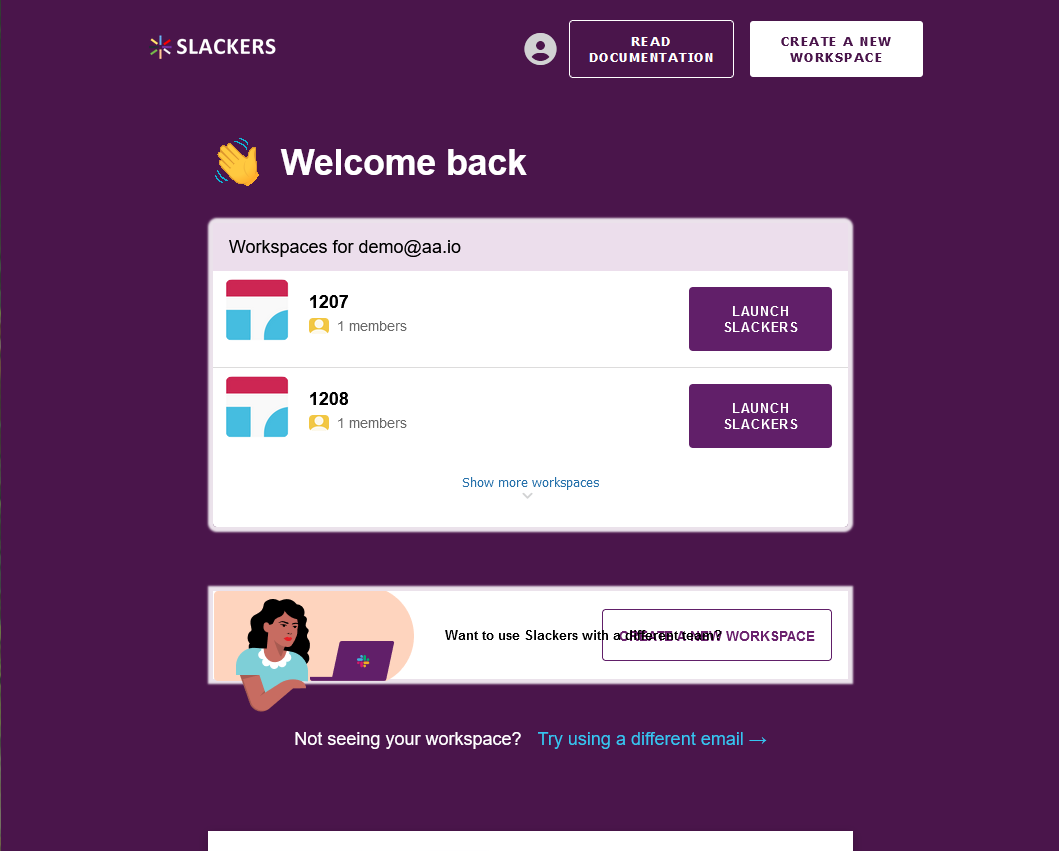 SLACKERS
READ
DOCUMENTATION
CREATE A NEW
WORKSPACE
Welcome back
Workspaces for demo@aa.io
1207
1 members
LAUNCH
SLACKERS
1208
1 members
LAUNCH
SLACKERS
Show more workspaces
Want to use Slackers with a different team?
CREATE A NEW WORKSPACE
Not seeing your workspace? Try using a different email →